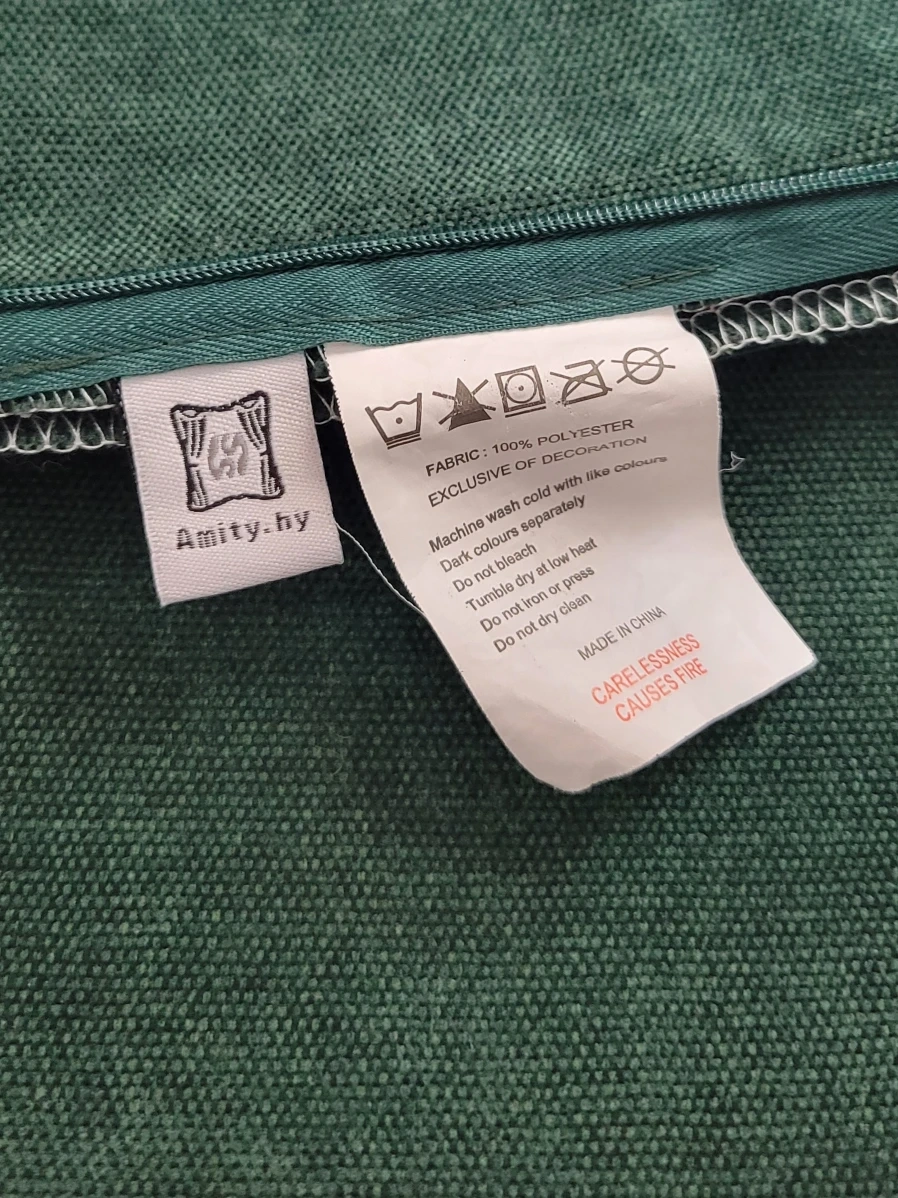 Amity.hy
FABRIC : 100% POLYESTER
EXCLUSIVE OF DECORATION
Machine wash cold with like colours
Dark colours separately
Do not bleach
Tumble dry at low heat
Do not iron or press
Do not dry clean
MADE IN CHINA
CARELESSNESS
CAUSES FIRE